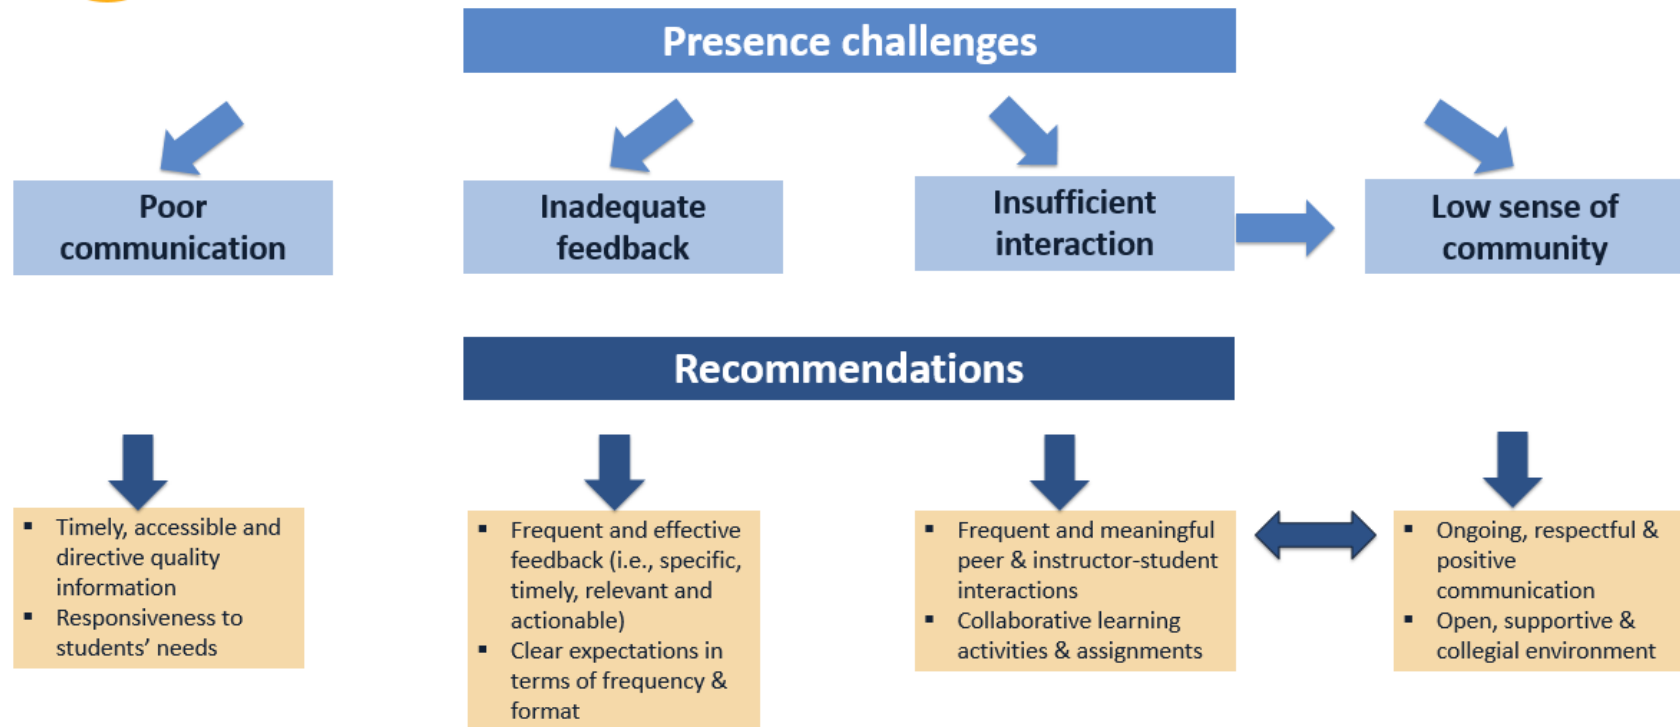 Presence challenges
Poor
communication
Inadequate
feedback
Insufficient
interaction
Low sense of
community
Recommendations
▪ Timely, accessible and
directive quality
information
▪ Responsiveness to
students’ needs
▪ Frequent and effective
feedback (i.e., specific,
timely, relevant and
actionable)
▪ Clear expectations in
terms of frequency &
format
▪ Frequent and meaningful
peer & instructor-student
interactions
▪ Collaborative learning
activities & assignments
▪ Ongoing, respectful &
positive
communication
▪ Open, supportive &
collegial environment